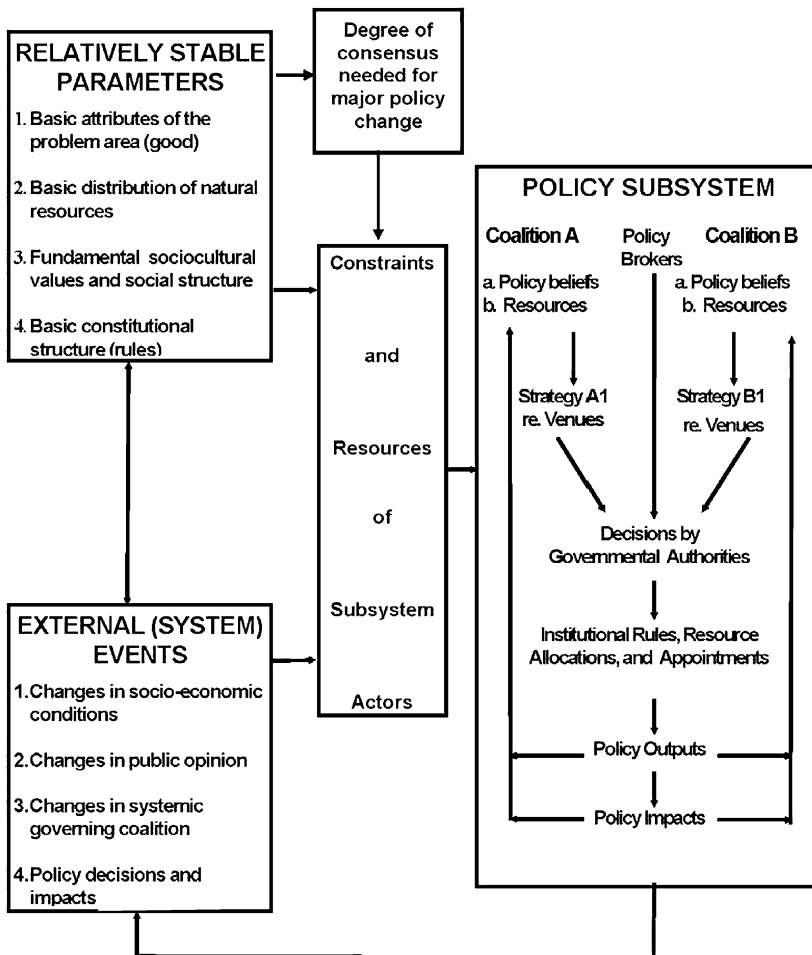 RELATIVELY STABLE
PARAMETERS
1. Basic attributes of the
problem area (good)
2. Basic distribution of natural
resources
3. Fundamental sociocultural
values and social structure
4. Basic constitutional
structure (rules)
Degree of
consensus
needed for
major policy
change
Constraints
and
Resources
of
Subsystem
Actors
EXTERNAL (SYSTEM)
EVENTS
1. Changes in socio-economic
conditions
2. Changes in public opinion
3. Changes in systemic
governing coalition
4. Policy decisions and
impacts
POLICY SUBSYSTEM
Coalition A
a. Policy beliefs
b. Resources
Strategy A1
re. Venues
Policy
Brokers
Coalition B
a. Policy beliefs
b. Resources
Strategy B1
re. Venues
Decisions by
Governmental Authorities
Institutional Rules, Resource
Allocations, and Appointments
Policy Outputs
Policy Impacts